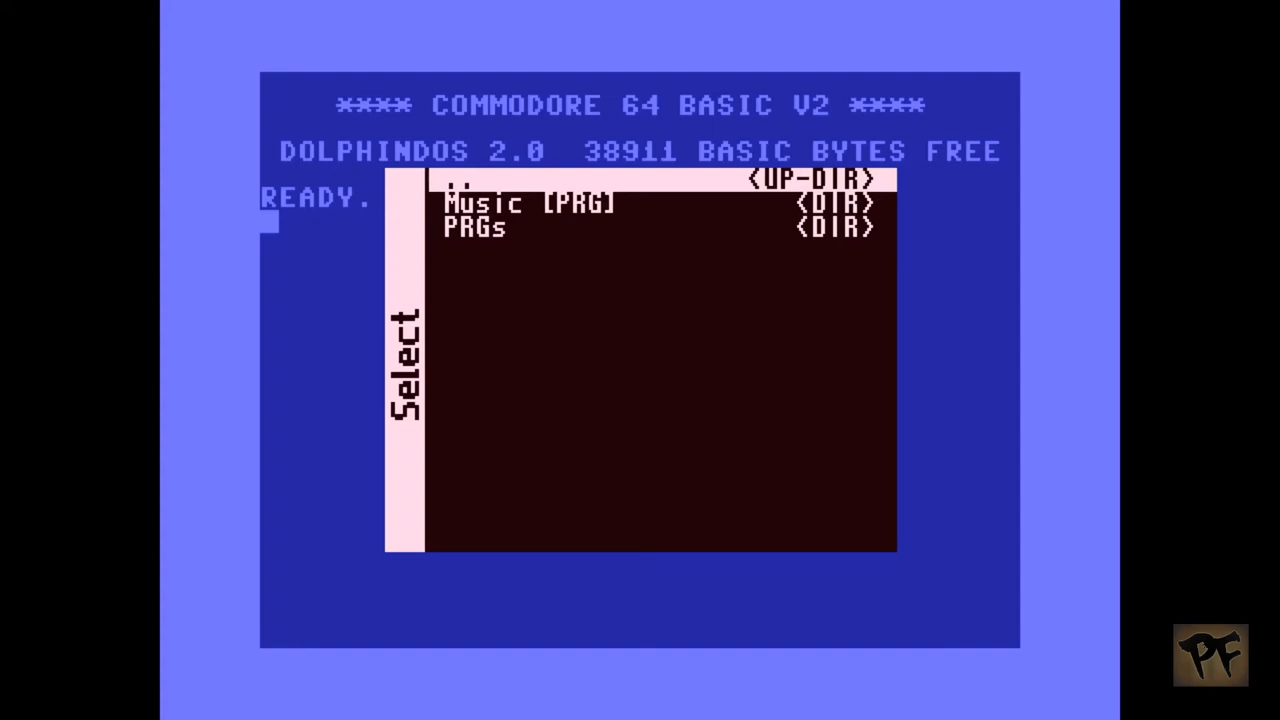 **** COMMODORE 64 BASIC V2 ****
DOLPHINDOS 2.0  38911 BASIC BYTES FREE
READY.
Select
.. <UP-DIR>
Music [PRG] <DIR>
PRGs <DIR>
PF